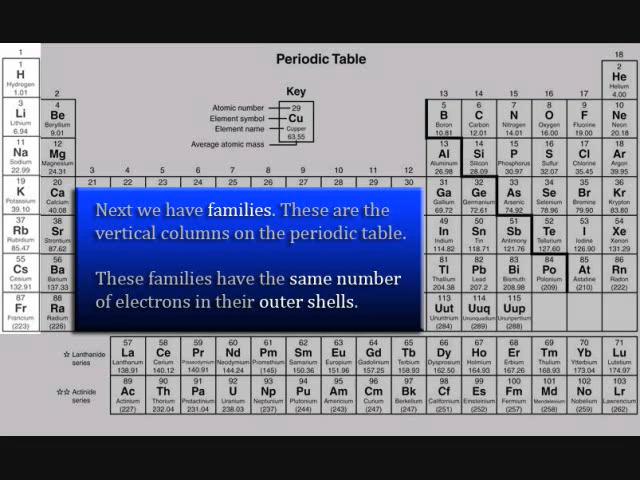 Periodic Table
1 18
1 2
H He
Hydrogen Helium
1.01 2 Key 13 14 15 16 17 4.00
3 4 Atomic number 29 5 6 7 8 9 10
Li Be Element symbol Cu B C N O F Ne
Lithium Beryllium Element name Cupper Boron Carbon Nitrogen Oxygen Fluorine Neon
6.94 9.01 63.55 10.81 12.01 14.01 16.00 19.00 20.18
Average atomic mass
11 12 13 14 15 16 17 18
Na Mg Al Si P S Cl Ar
Sodium Magnesium Aluminum Silicon Phosphorus Sulfur Chlorine Argon
22.99 24.31 3 4 5 6 7 8 9 10 11 12 26.98 28.09 30.97 32.07 35.45 39.95
19 20 21 22 23 24 25 26 27 28 29 30 31 32 33 34 35 36
K Ca Ga Ge As Se Br Kr
Potassium Calcium Gallium Germanium Arsenic Selenium Bromine Krypton
39.10 40.08 69.72 72.61 74.92 78.96 79.90 83.80
Next we have families. These are the
vertical columns on the periodic table.
These families have the same number
of electrons in their outer shells.
37 38 49 50 51 52 53 54
Rb Sr In Sn Sb Te I Xe
Rubidium Strontium Indium Tin Antimony Tellurium Iodine Xenon
85.47 87.62 114.82 118.71 121.76 127.60 126.90 131.29
55 56 81 82 83 84 85 86
Cs Ba Tl Pb Bi Po At Rn
Cesium Barium Thallium Lead Bismuth Polonium Astatine Radon
132.91 137.33 204.38 207.2 208.98 (209) (210) (222)
87 88 113 114 115
Fr Ra Uut Uuq Uup
Francium Radium Ununtrium Ununquadium Ununpentium
(223) (226) (284) (289) (288)
57 58 59 60 61 62 63 64 65 66 67 68 69 70 71
☆ Lanthanide series La Ce Pr Nd Pm Sm Eu Gd Tb Dy Ho Er Tm Yb Lu
Lanthanum Cerium Praseodymium Neodymium Promethium Samarium Europium Gadolinium Terbium Dysprosium Holmium Erbium Thulium Ytterbium Lutetium
138.91 140.12 140.91 144.24 (145) 150.36 151.96 157.25 158.93 162.50 164.93 167.26 168.93 173.04 174.97
89 90 91 92 93 94 95 96 97 98 99 100 101 102 103
☆☆ Actinide series Ac Th Pa U Np Pu Am Cm Bk Cf Es Fm Md No Lr
Actinium Thorium Protactinium Uranium Neptunium Plutonium Americium Curium Berkelium Californium Einsteinium Fermium Mendelevium Nobelium Lawrencium
(227) 232.04 231.04 238.03 (237) (244) (243) (247) (247) (251) (252) (257) (258) (259) (262)